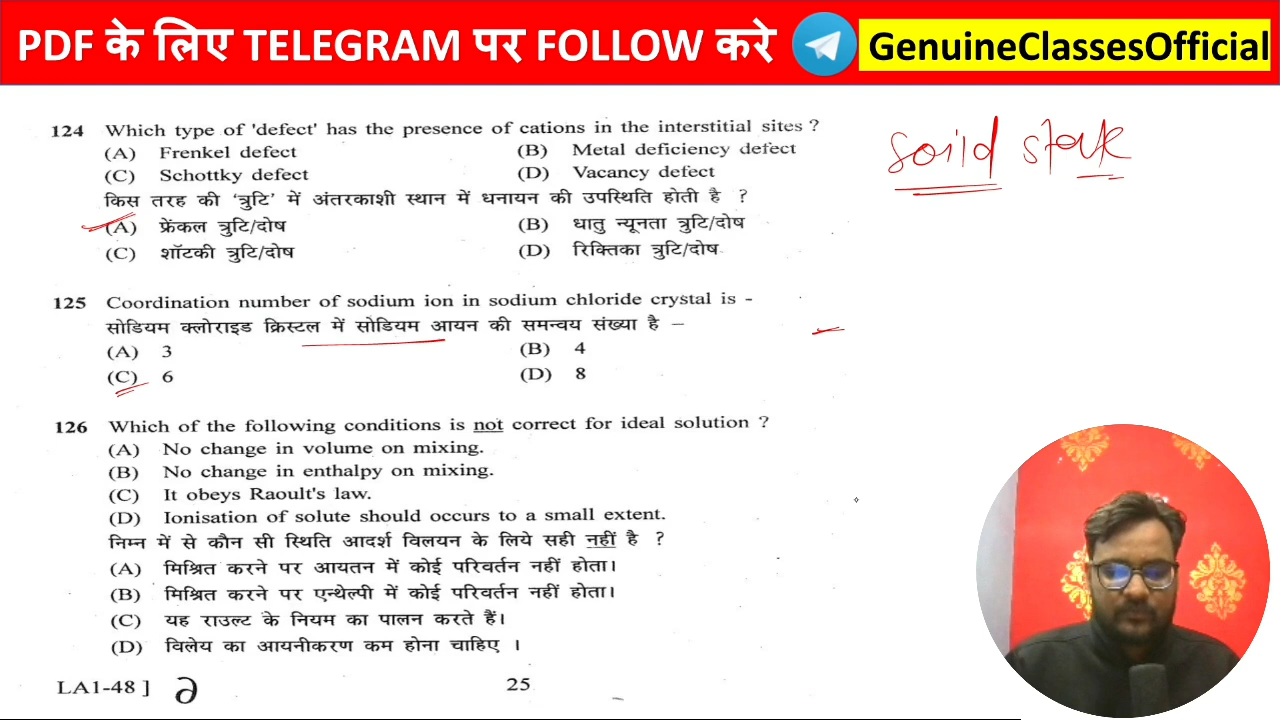 PDF के लिए TELEGRAM पर FOLLOW करे GenuineClassesOfficial
124 Which type of 'defect' has the presence of cations in the interstitial sites ?
(A) Frenkel defect (B) Metal deficiency defect
(C) Schottky defect (D) Vacancy defect
किस तरह की ‘त्रुटि’ में अंतरकाशी स्थान में धनायन की उपस्थिति होती है ?
(A) फ्रेंकल त्रुटि/दोष (B) धातु न्यूनता त्रुटि/दोष
(C) शॉटकी त्रुटि/दोष (D) रिक्तिका त्रुटि/दोष
soild state
125 Coordination number of sodium ion in sodium chloride crystal is -
सोडियम क्लोराइड क्रिस्टल में सोडियम आयन की समन्वय संख्या है –
(A) 3 (B) 4
(C) 6 (D) 8
126 Which of the following conditions is not correct for ideal solution ?
(A) No change in volume on mixing.
(B) No change in enthalpy on mixing.
(C) It obeys Raoult's law.
(D) Ionisation of solute should occurs to a small extent.
निम्न में से कौन सी स्थिति आदर्श विलयन के लिये सही नहीं है ?
(A) मिश्रित करने पर आयतन में कोई परिवर्तन नहीं होता।
(B) मिश्रित करने पर एन्थेल्पी में कोई परिवर्तन नहीं होता।
(C) यह राउल्ट के नियम का पालन करते हैं।
(D) विलेय का आयनीकरण कम होना चाहिए ।
LA1-48 ] 25